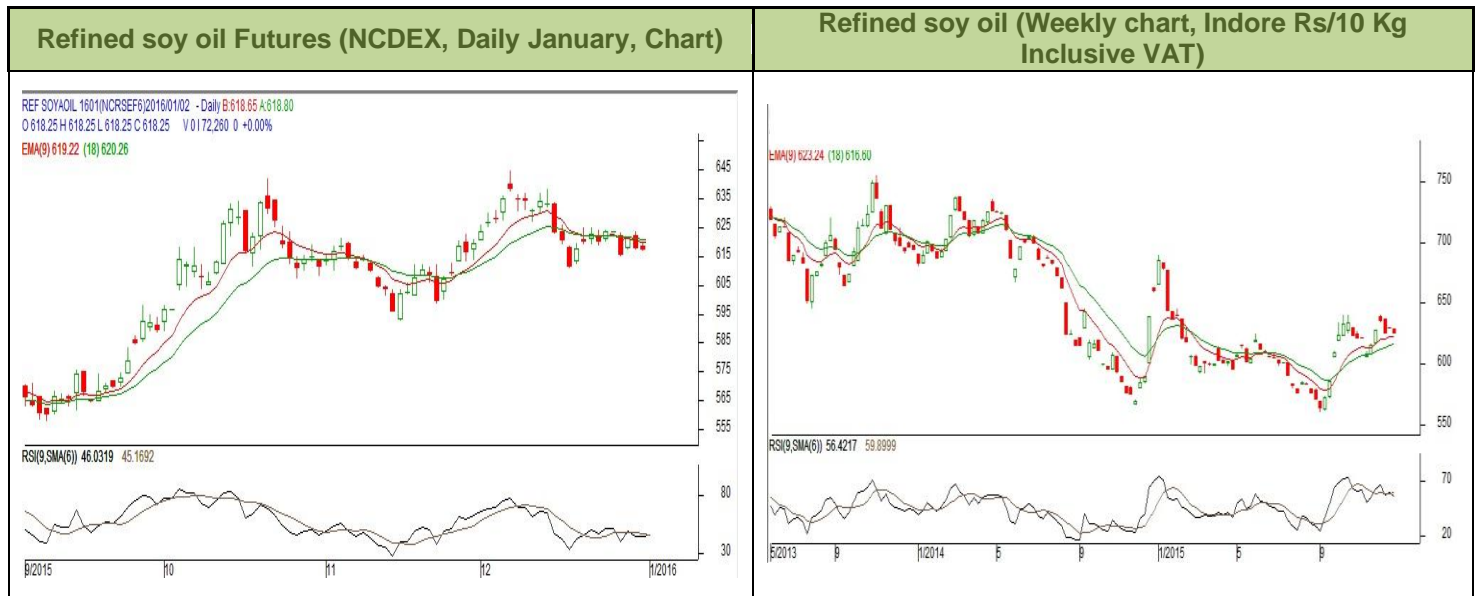 Refined soy oil Futures (NCDEX, Daily January, Chart)
REF SOYAOIL 1601(NCRSEF6)2016/01/02 - Daily B:618.65 A:618.80
O 618.25 H 618.25 L 618.25 C 618.25 V 0 I 72,260 0 +0.00%
EMA(9) 619.22 (18) 620.26
645
635
625
615
605
595
585
575
565
555
RSI(9,SMA(6)) 46.0319 45.1692
80
30
9/2015 10 11 12 1/2016
Refined soy oil (Weekly chart, Indore Rs/10 Kg
Inclusive VAT)
EMA(9) 623.24 (18) 616.60
750
700
650
600
550
RSI(9,SMA(6)) 56.4217 59.8999
70
20
5/2013 9 1/2014 5 9 1/2015 5 9